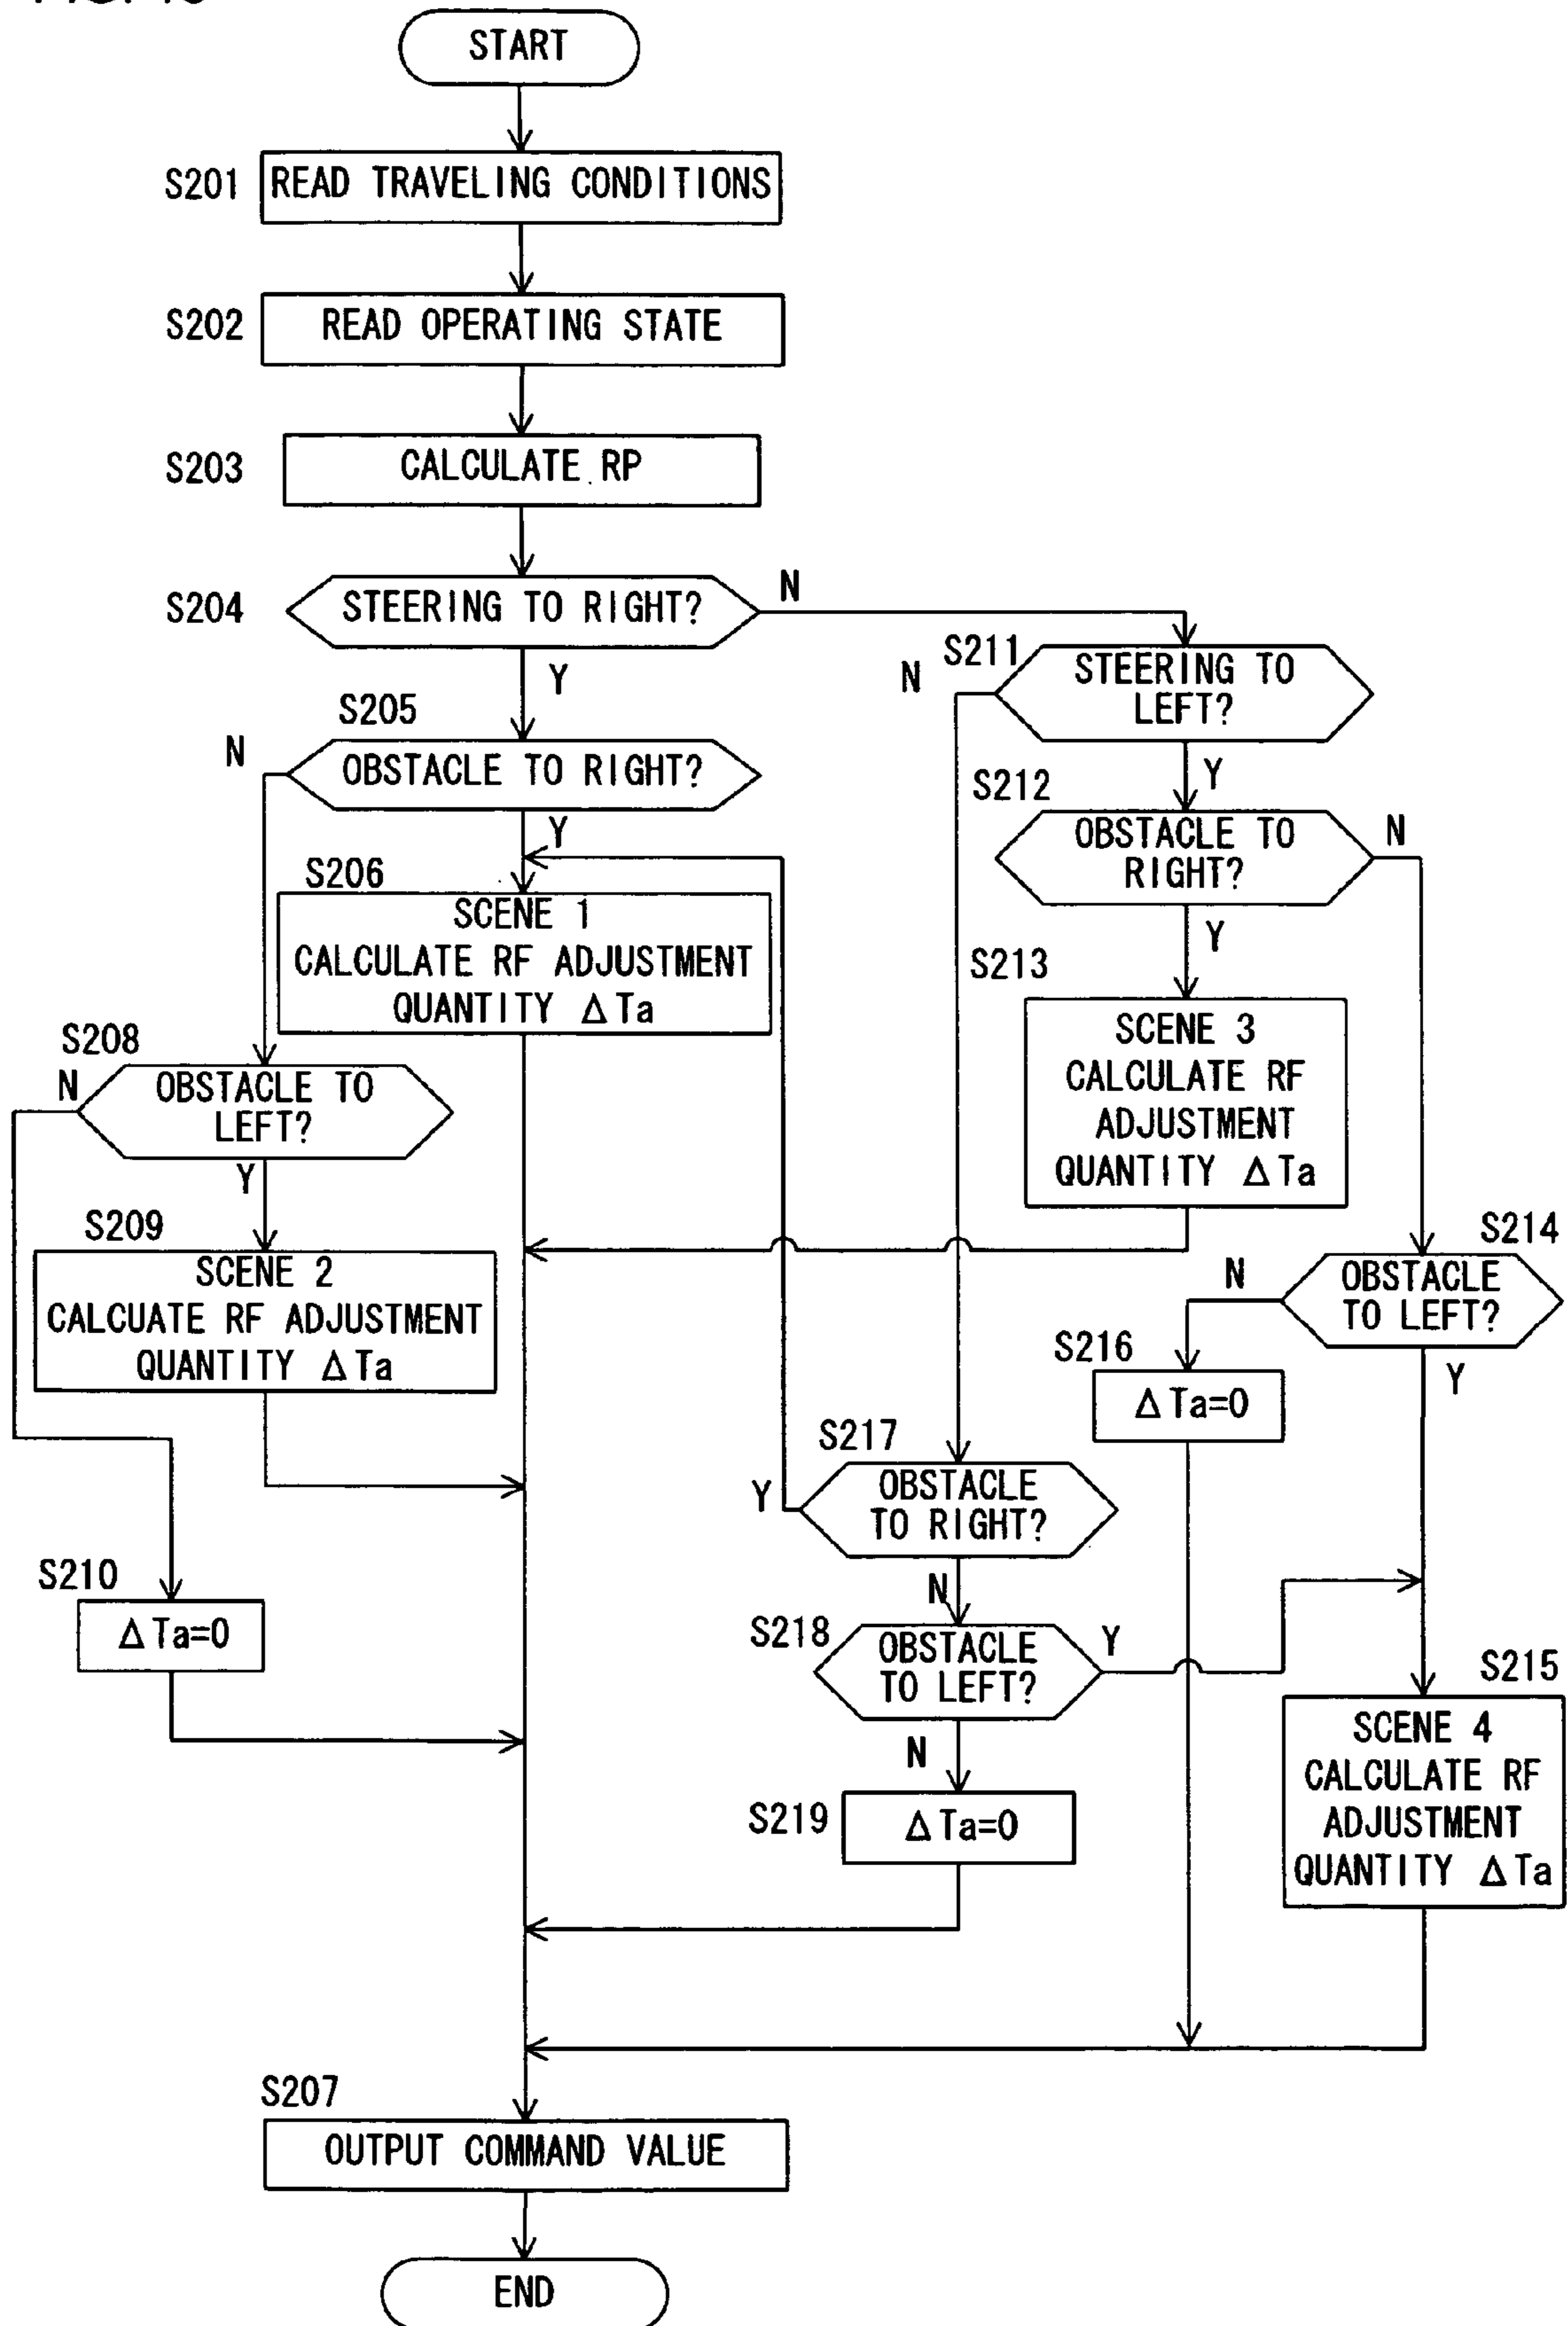 START
S201
READ TRAVELING CONDITIONS
S202
READ OPERATING STATE
S203
CALCULATE RP
S204
STEERING TO RIGHT?
N
Y
S211
STEERING TO
LEFT?
N
Y
S205
OBSTACLE TO RIGHT?
N
Y
S212
OBSTACLE TO
RIGHT?
N
Y
S206
SCENE 1
CALCULATE RF ADJUSTMENT
QUANTITY ΔTa
S213
SCENE 3
CALCULATE RF
ADJUSTMENT
QUANTITY ΔTa
S208
OBSTACLE TO
LEFT?
N
Y
S209
SCENE 2
CALCUATE RF ADJUSTMENT
QUANTITY ΔTa
S214
OBSTACLE
TO LEFT?
N
Y
S216
ΔTa=0
S217
OBSTACLE
TO RIGHT?
Y
N
S210
ΔTa=0
S218
OBSTACLE
TO LEFT?
Y
N
S215
SCENE 4
CALCULATE RF
ADJUSTMENT
QUANTITY ΔTa
S219
ΔTa=0
S207
OUTPUT COMMAND VALUE
END